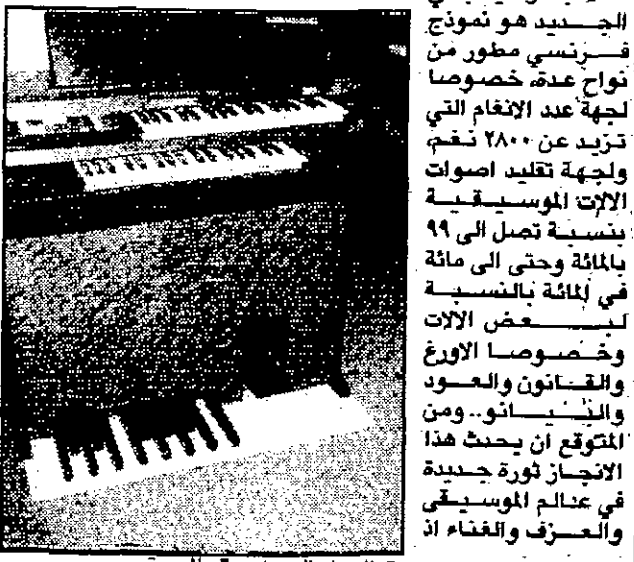 الجديد هو نموذج
فرنسي مطور من
نواح عدة، خصوصا
لجهة عدد الانغام التي
تزيد عن ٢٨٠٠ نغم،
ولجهة تقليد اصوات
الالات الموسيقية
بنسبة تصل الى ٩٩
بالمائة وحتى الى مائة
في المائة بالنسبة
لبعض الالات
وخصوصا الاورغ
والقانون والعود
والبيانو.. ومن
المتوقع ان يحدث هذا
الانجاز ثورة جديدة
في عالم الموسيقى
والعزف والغناء اذ